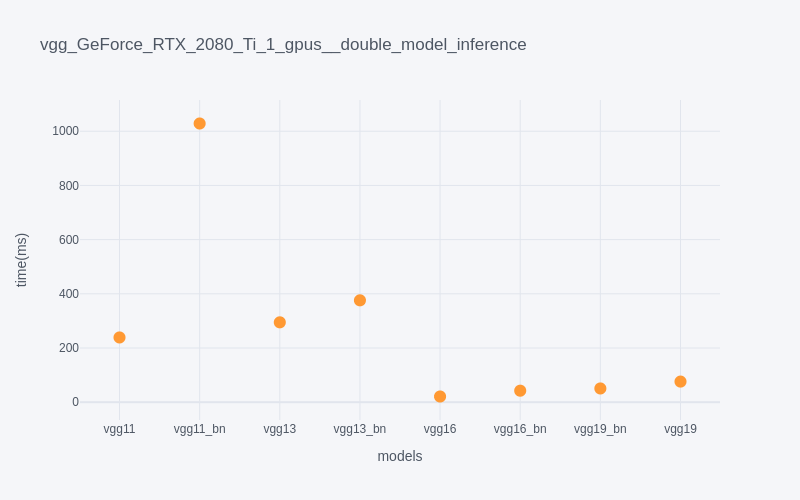 vgg_GeForce_RTX_2080_Ti_1_gpus__double_model_inference
time(ms)
1000
800
600
400
200
0
vgg11 vgg11_bn vgg13 vgg13_bn vgg16 vgg16_bn vgg19_bn vgg19
models